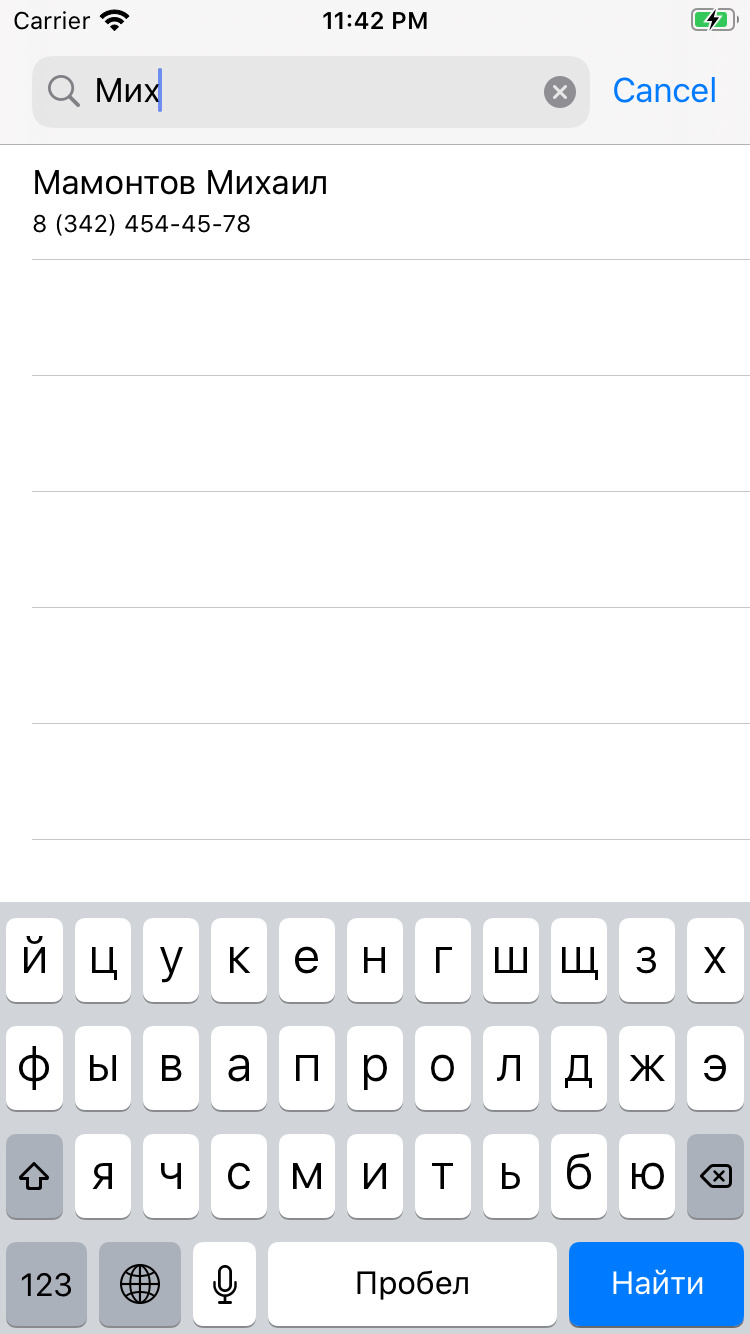 Carrier 11:42 PM
Мих Cancel
Мамонтов Михаил
8 (342) 454-45-78
й ц у к е н г ш щ з х
ф ы в а п р о л д ж э
я ч с м и т ь б ю
123 Пробел Найти